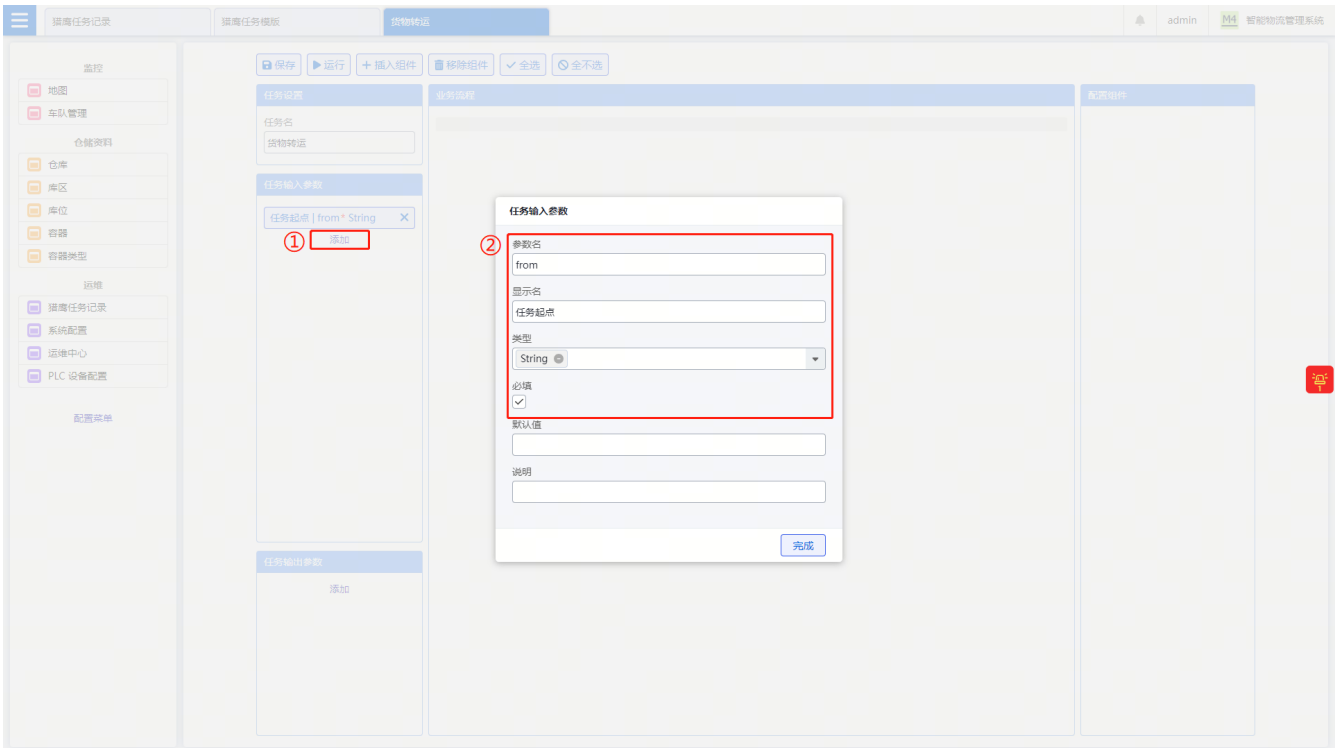 猎鹰任务记录
猎鹰任务模版
货物转运
admin
M4 智能物流管理系统
监控
地图
车队管理
仓储资料
仓库
库区
库位
容器
容器类型
运维
猎鹰任务记录
系统配置
运维中心
PLC 设备配置
配置菜单
保存
运行
插入组件
移除组件
全选
全不选
任务设置
任务名
货物转运
任务输入参数
任务起点 | from * String
① 添加
任务输出参数
添加
业务流程
配置组件
任务输入参数
②
参数名
from
显示名
任务起点
类型
String
必填
默认值
说明
完成
1